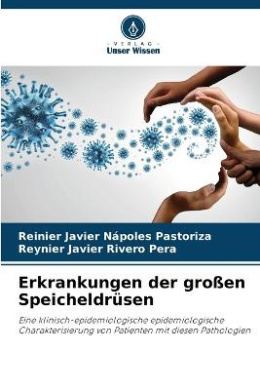 VERLAG
Unser Wissen
Reinier Javier Nápoles Pastoriza
Reynier Javier Rivero Pera
Erkrankungen der großen
Speicheldrüsen
Eine klinisch-epidemiologische epidemiologische
Charakterisierung von Patienten mit diesen Pathologien